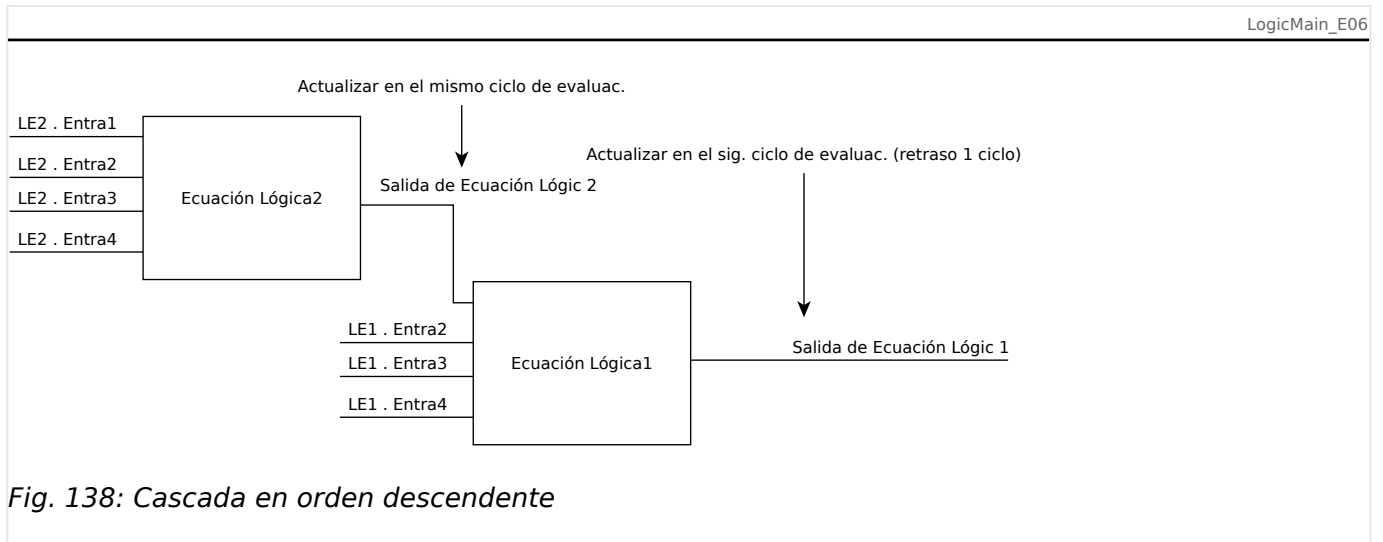 LogicMain_E06
Actualizar en el mismo ciclo de evaluac.
LE2 . Entra1
LE2 . Entra2
LE2 . Entra3
LE2 . Entra4
Ecuación Lógica2
Salida de Ecuación Lógic 2
Actualizar en el sig. ciclo de evaluac. (retraso 1 ciclo)
LE1 . Entra2
LE1 . Entra3
LE1 . Entra4
Ecuación Lógica1
Salida de Ecuación Lógic 1
Fig. 138: Cascada en orden descendente